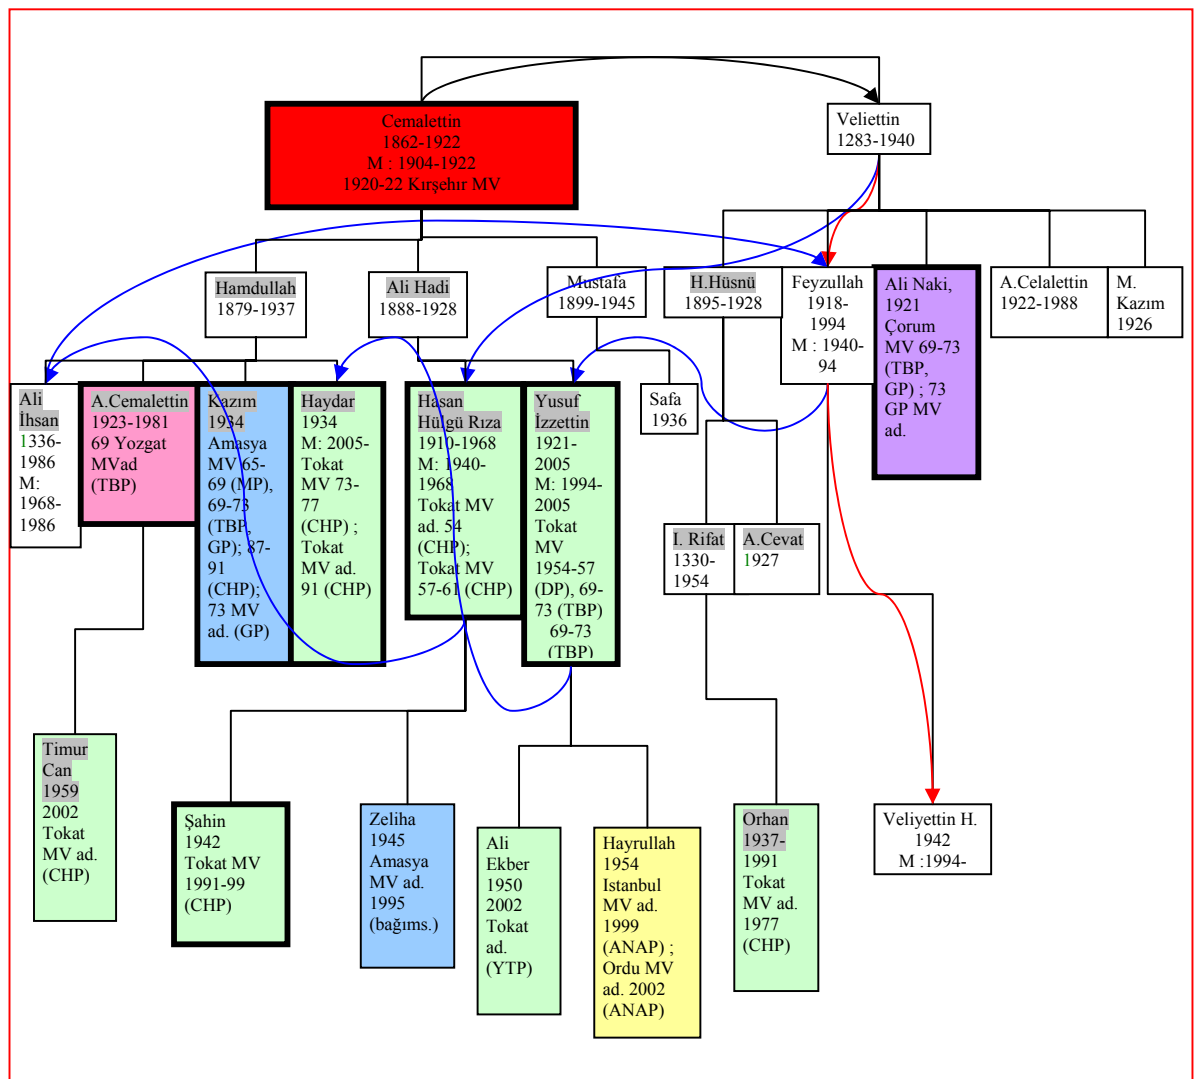 Cemalettin
1862-1922
M : 1904-1922
1920-22 Kırşehir MV
Veliettin
1283-1940
Hamdullah
1879-1937
Ali Hadi
1888-1928
Mustafa
1899-1945
H.Hüsnü
1895-1928
Feyzullah
1918-
1994
M : 1940-
94
Ali Naki,
1921
Çorum
MV 69-73
(TBP,
GP) ; 73
GP MV
ad.
A.Celalettin
1922-1988
M.
Kazım
1926
Ali
İhsan
1336-
1986
M:
1968-
1986
A.Cemalettin
1923-1981
69 Yozgat
MVad
(TBP)
Kazım
1934
Amasya
MV 65-
69 (MP),
69-73
(TBP,
GP); 87-
91
(CHP);
73 MV
ad. (GP)
Haydar
1934
M: 2005-
Tokat
MV 73-
77
(CHP) ;
Tokat
MV ad.
91 (CHP)
Hasan
Hülgü Rıza
1910-1968
M: 1940-
1968
Tokat MV
ad. 54
(CHP);
Tokat MV
57-61 (CHP)
Yusuf
İzzettin
1921-
2005
M: 1994-
2005
Tokat
MV
1954-57
(DP), 69-
73 (TBP)
69-73
(TBP)
Safa
1936
I. Rifat
1330-
1954
A.Cevat
1927
Timur
Can
1959
2002
Tokat
MV ad.
(CHP)
Şahin
1942
Tokat MV
1991-99
(CHP)
Zeliha
1945
Amasya
MV ad.
1995
(bağıms.)
Ali
Ekber
1950
2002
Tokat
ad.
(YTP)
Hayrullah
1954
Istanbul
MV ad.
1999
(ANAP) ;
Ordu MV
ad. 2002
(ANAP)
Orhan
1937-
1991
Tokat
MV ad.
1977
(CHP)
Veliyettin H.
1942
M :1994-